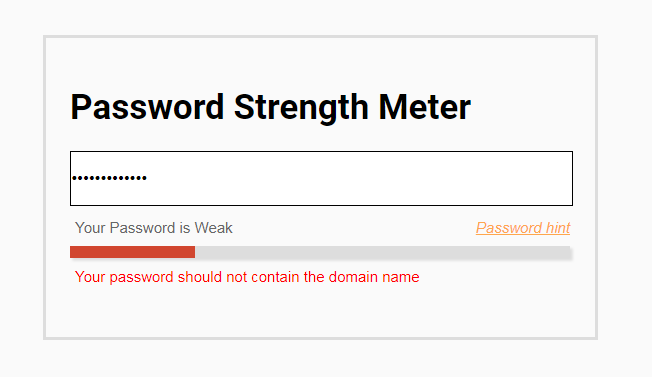 Password Strength Meter
•••••••••••••
Your Password is Weak Password hint
Your password should not contain the domain name